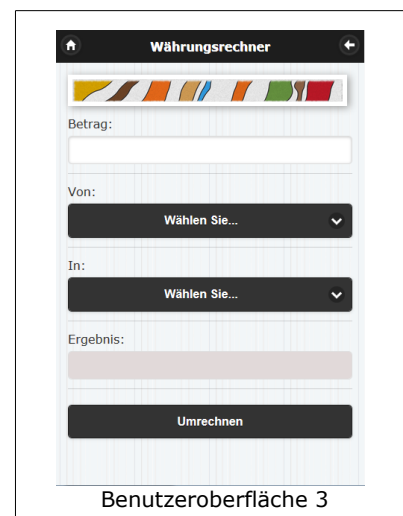 Währungsrechner
Betrag:
Von:
Wählen Sie...
In:
Wählen Sie...
Ergebnis:
Umrechnen
Benutzeroberfläche 3